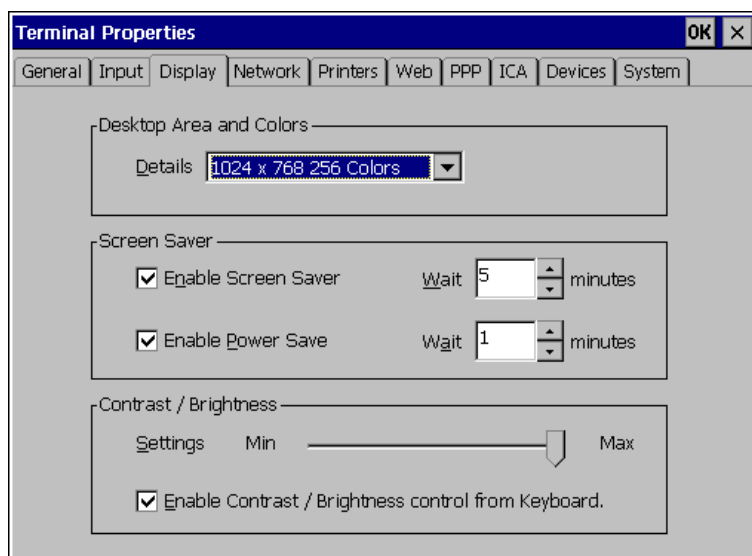 Terminal Properties OK ×
General Input Display Network Printers Web PPP ICA Devices System
Desktop Area and Colors
Details 1024 x 768 256 Colors
Screen Saver
Enable Screen Saver Wait 5 minutes
Enable Power Save Wait 1 minutes
Contrast / Brightness
Settings Min Max
Enable Contrast / Brightness control from Keyboard.